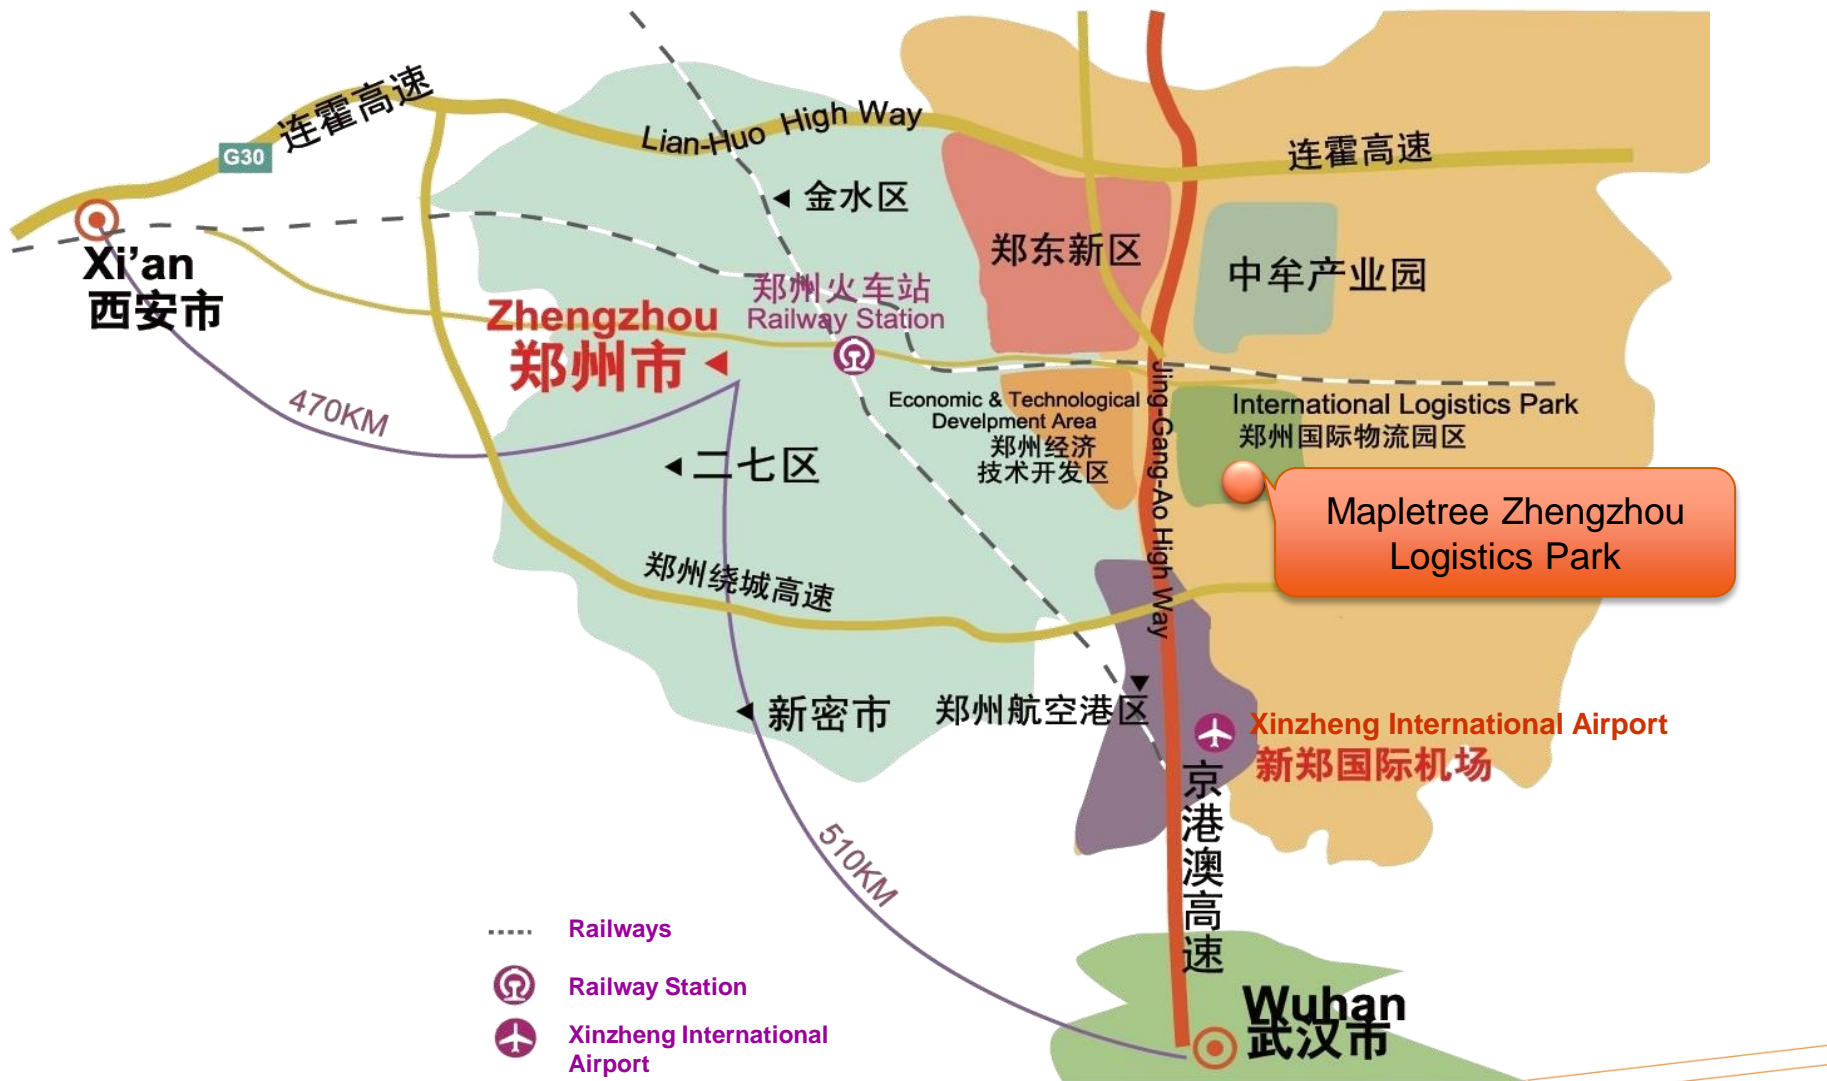 连霍高速
G30
Lian-Huo High Way
连霍高速
金水区
郑东新区
中牟产业园
Xi’an
西安市
郑州火车站
Railway Station
Zhengzhou
郑州市
470KM
Economic & Technological
Develpment Area
郑州经济
技术开发区
Jing-Gang-Ao High Way
International Logistics Park
郑州国际物流园区
二七区
Mapletree Zhengzhou
Logistics Park
郑州绕城高速
新密市
郑州航空港区
Xinzheng International Airport
新郑国际机场
京港澳高速
510KM
Railways
Railway Station
Xinzheng International
Airport
Wuhan
武汉市